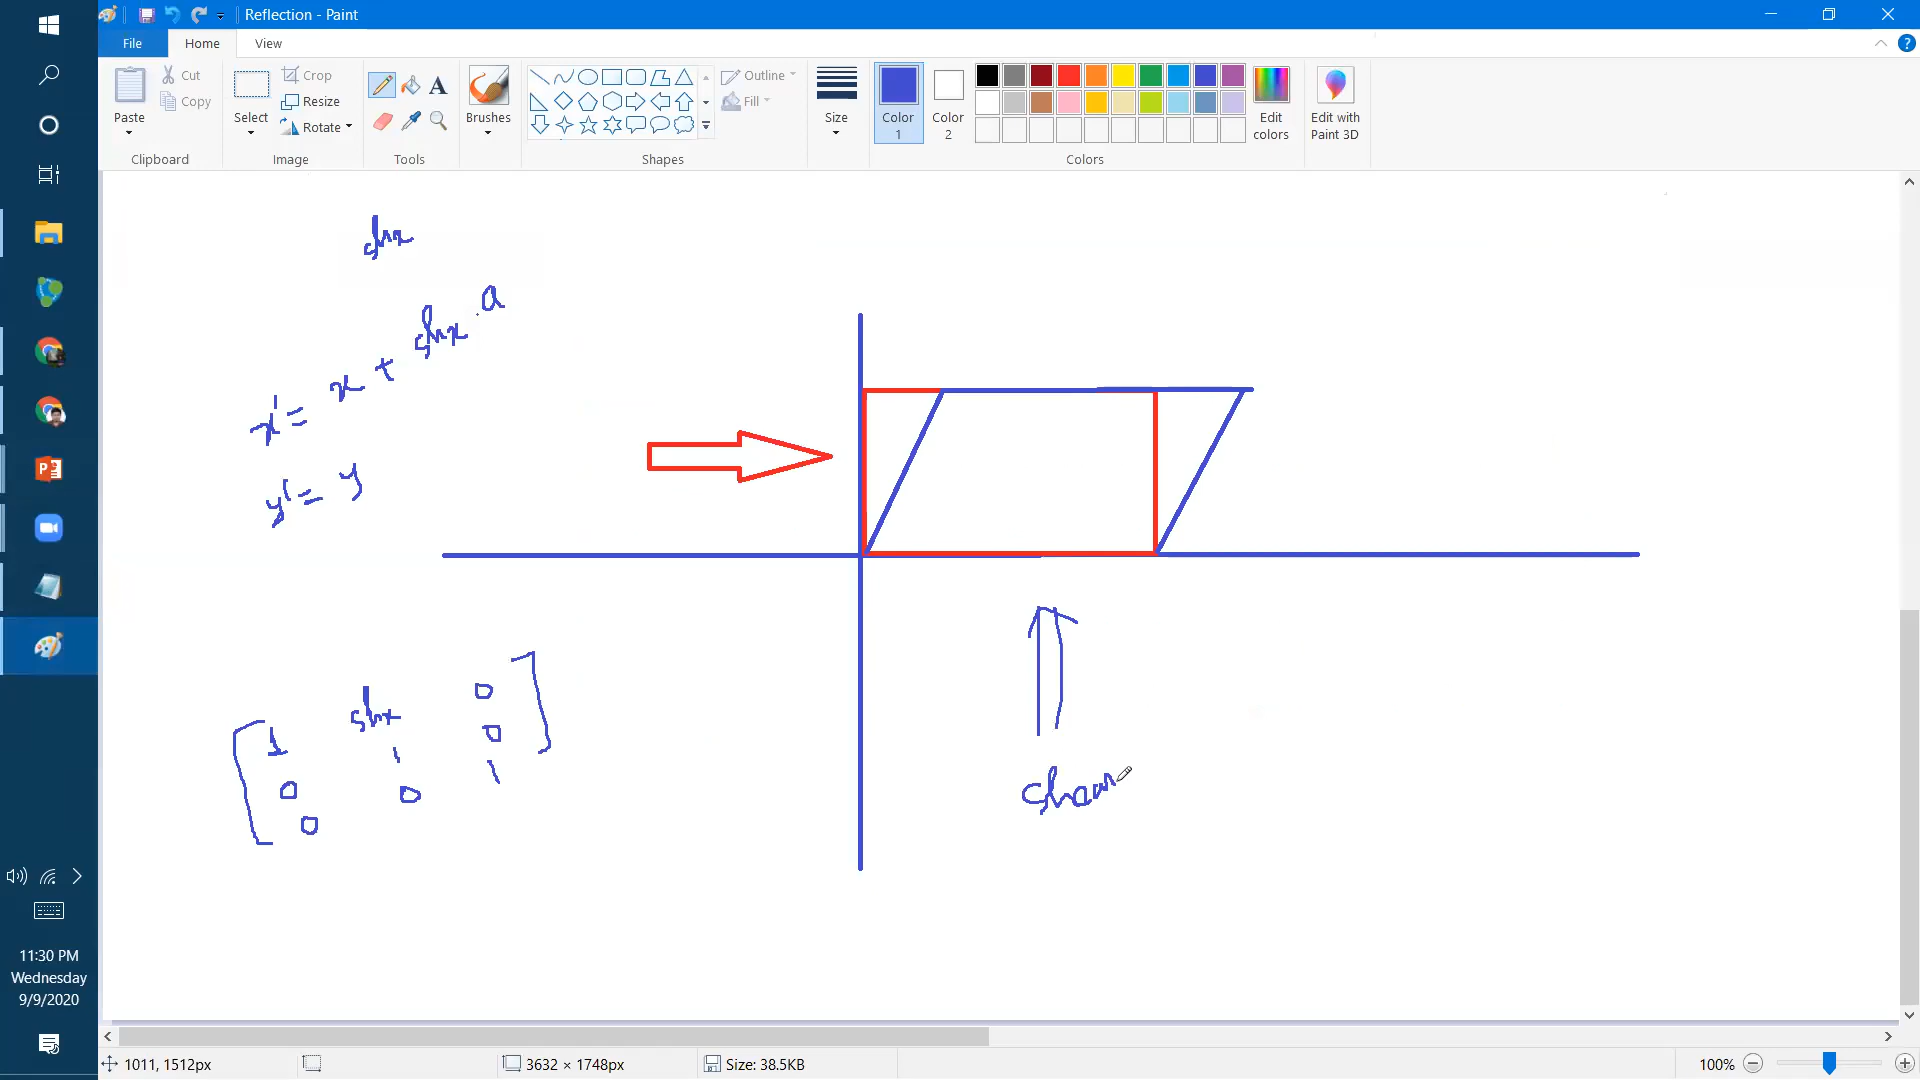 Reflection - Paint
File Home View
Paste
Cut
Copy
Clipboard
Select
Crop
Resize
Rotate
Image
A
Tools
Brushes
Shapes
Outline
Fill
Size
Color 1
Color 2
Colors
Edit colors
Edit with Paint 3D
?
shx
x' = x + shx . a
y' = y
1 shx 0
0 1 0
0 0 1
11:30 PM
Wednesday
9/9/2020
1011, 1512px
3632 × 1748px
Size: 38.5KB
100%